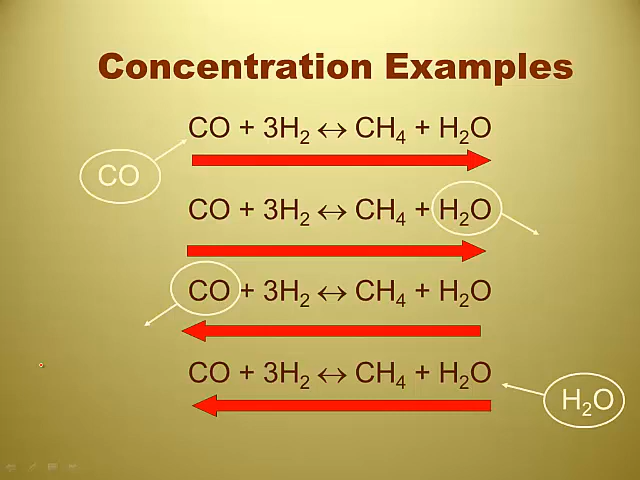 Concentration Examples
CO + 3H₂ ↔ CH₄ + H₂O
CO
CO + 3H₂ ↔ CH₄ + H₂O
CO + 3H₂ ↔ CH₄ + H₂O
CO + 3H₂ ↔ CH₄ + H₂O
H₂O